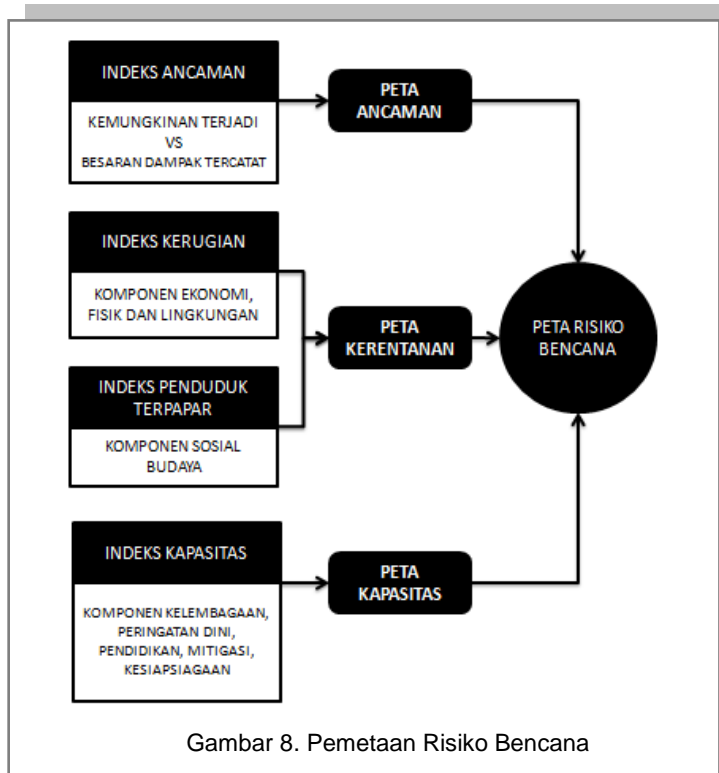 INDEKS ANCAMAN
KEMUNGKINAN TERJADI
VS
BESARAN DAMPAK TERCATAT
PETA
ANCAMAN
INDEKS KERUGIAN
KOMPONEN EKONOMI,
FISIK DAN LINGKUNGAN
INDEKS PENDUDUK
TERPAPAR
KOMPONEN SOSIAL
BUDAYA
PETA
KERENTANAN
PETA RISIKO
BENCANA
INDEKS KAPASITAS
KOMPONEN KELEMBAGAAN,
PERINGATAN DINI,
PENDIDIKAN, MITIGASI,
KESIAPSIAGAAN
PETA
KAPASITAS
Gambar 8. Pemetaan Risiko Bencana